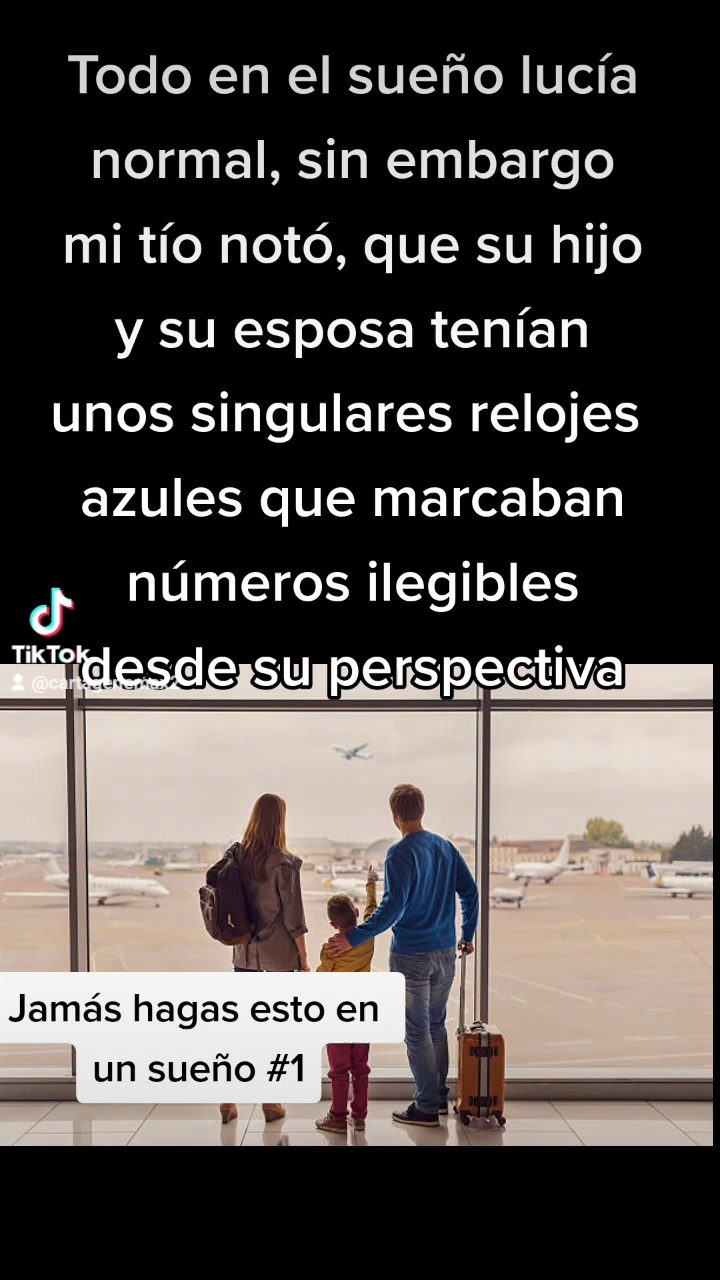 Todo en el sueño lucía
normal, sin embargo
mi tío notó, que su hijo
y su esposa tenían
unos singulares relojes
azules que marcaban
números ilegibles
TikTok
desde su perspectiva
Jamás hagas esto en
un sueño #1